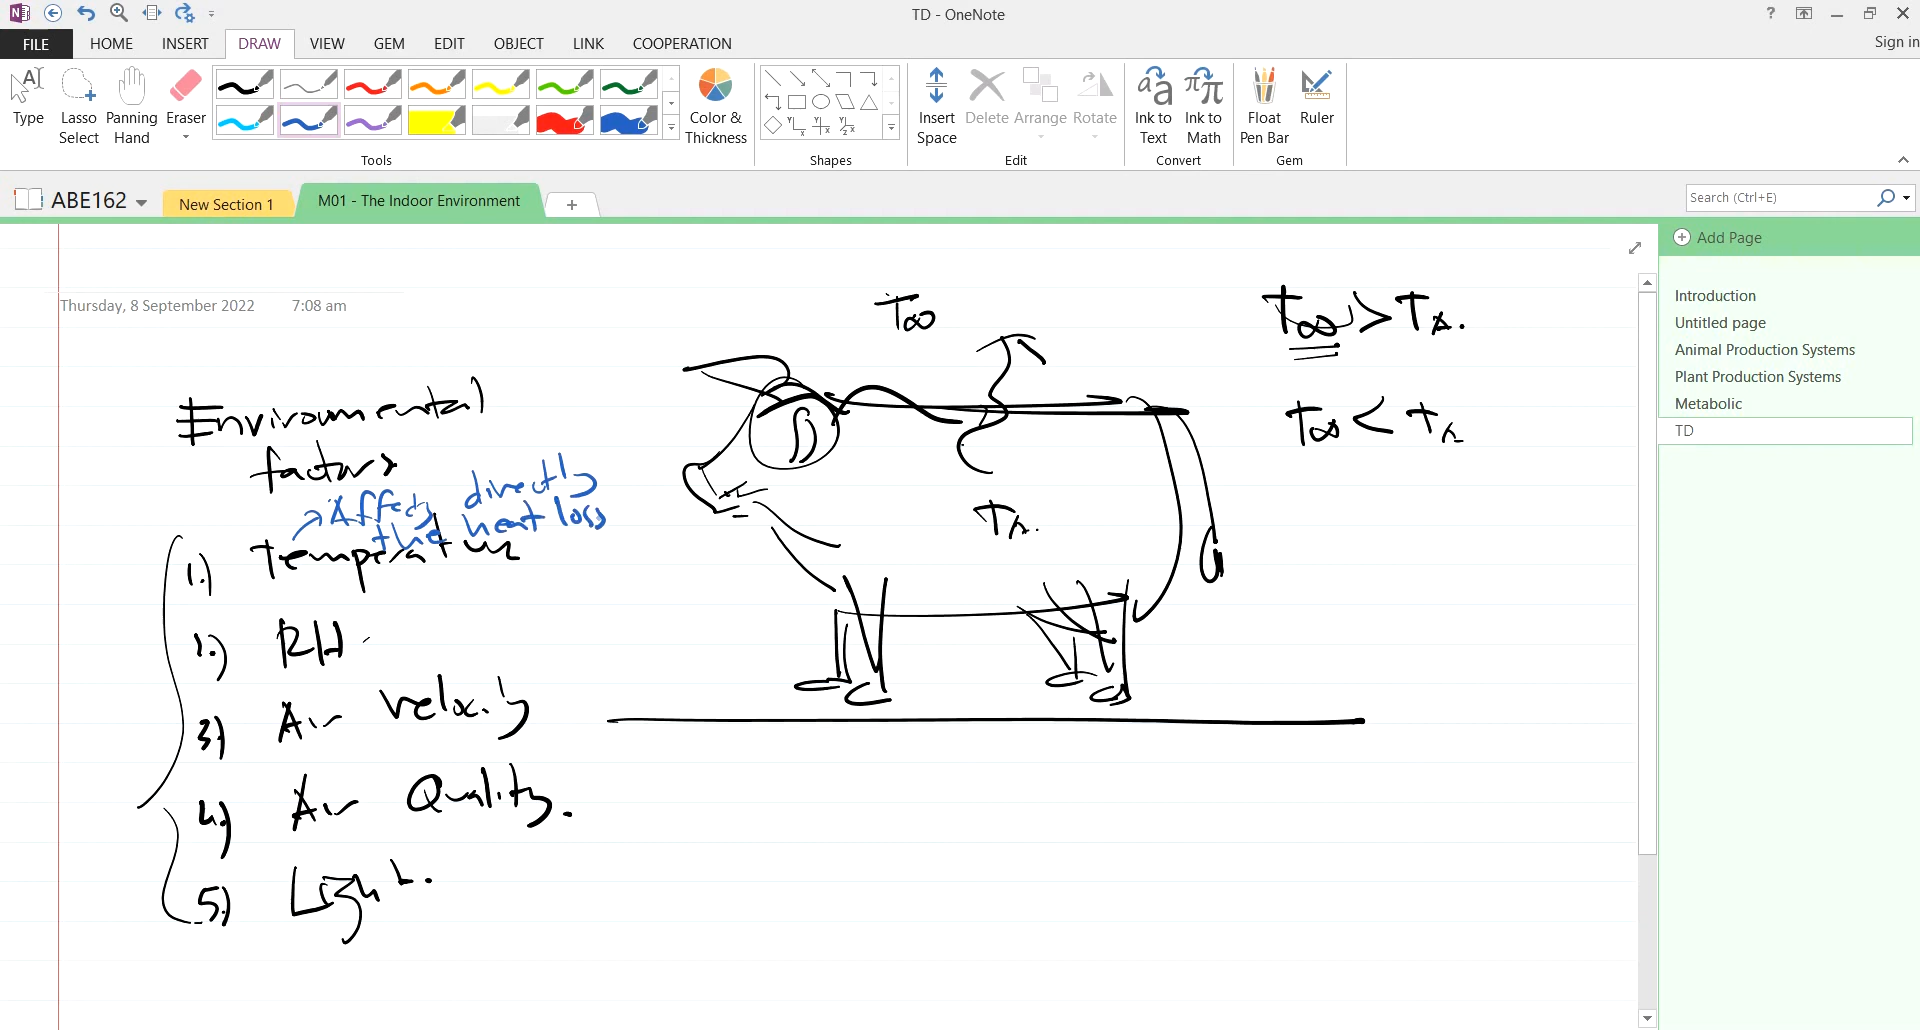 TD - OneNote
Sign in
FILE HOME INSERT DRAW VIEW GEM EDIT OBJECT LINK COOPERATION
Type
Lasso Select
Panning Hand
Eraser
Color & Thickness
Insert Space
Delete
Arrange
Rotate
Ink to Text
Ink to Math
Float Pen Bar
Ruler
Tools
Shapes
Edit
Convert
Gem
ABE162
New Section 1
M01 - The Indoor Environment
Search (Ctrl+E)
Add Page
Introduction
Untitled page
Animal Production Systems
Plant Production Systems
Metabolic
TD
Thursday, 8 September 2022 7:08 am
Environmental
factors
Affects directly
the heat loss
1.) Temperature
2.) RH
3) Air velocity
4.) Air Quality.
5.) Light.
T∞
TA.
T∞ > TA.
T∞ < TA